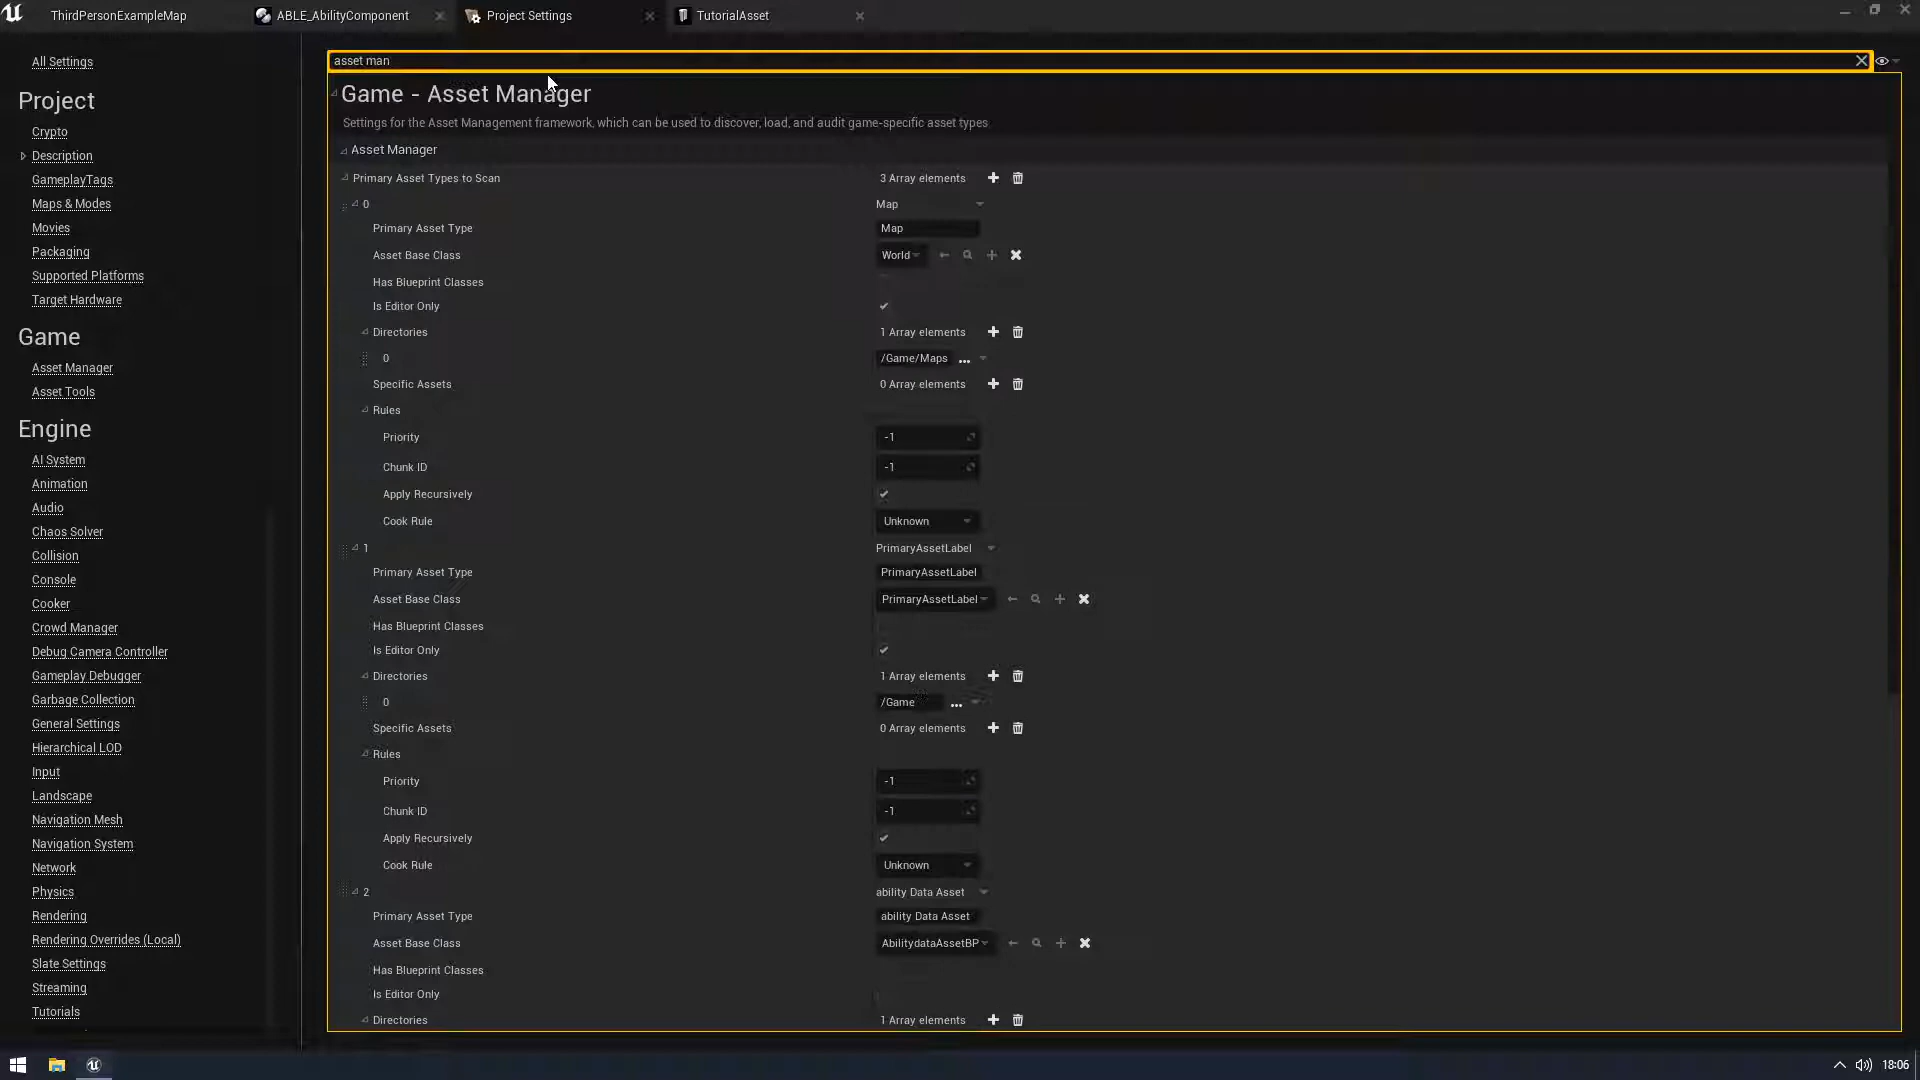 ThirdPersonExampleMap
ABLE_AbilityComponent
Project Settings
TutorialAsset
All Settings
Project
Crypto
Description
GameplayTags
Maps & Modes
Movies
Packaging
Supported Platforms
Target Hardware
Game
Asset Manager
Asset Tools
Engine
AI System
Animation
Audio
Chaos Solver
Collision
Console
Cooker
Crowd Manager
Debug Camera Controller
Gameplay Debugger
Garbage Collection
General Settings
Hierarchical LOD
Input
Landscape
Navigation Mesh
Navigation System
Network
Physics
Rendering
Rendering Overrides (Local)
Slate Settings
Streaming
Tutorials
asset man
Game - Asset Manager
Settings for the Asset Management framework, which can be used to discover, load, and audit game-specific asset types
Asset Manager
Primary Asset Types to Scan 3 Array elements
0 Map
Primary Asset Type Map
Asset Base Class World
Has Blueprint Classes
Is Editor Only
Directories 1 Array elements
0 /Game/Maps ...
Specific Assets 0 Array elements
Rules
Priority -1
Chunk ID -1
Apply Recursively
Cook Rule Unknown
1 PrimaryAssetLabel
Primary Asset Type PrimaryAssetLabel
Asset Base Class PrimaryAssetLabel
Has Blueprint Classes
Is Editor Only
Directories 1 Array elements
0 /Game ...
Specific Assets 0 Array elements
Rules
Priority -1
Chunk ID -1
Apply Recursively
Cook Rule Unknown
2 ability Data Asset
Primary Asset Type ability Data Asset
Asset Base Class AbilitydataAssetBP
Has Blueprint Classes
Is Editor Only
Directories 1 Array elements
18:06